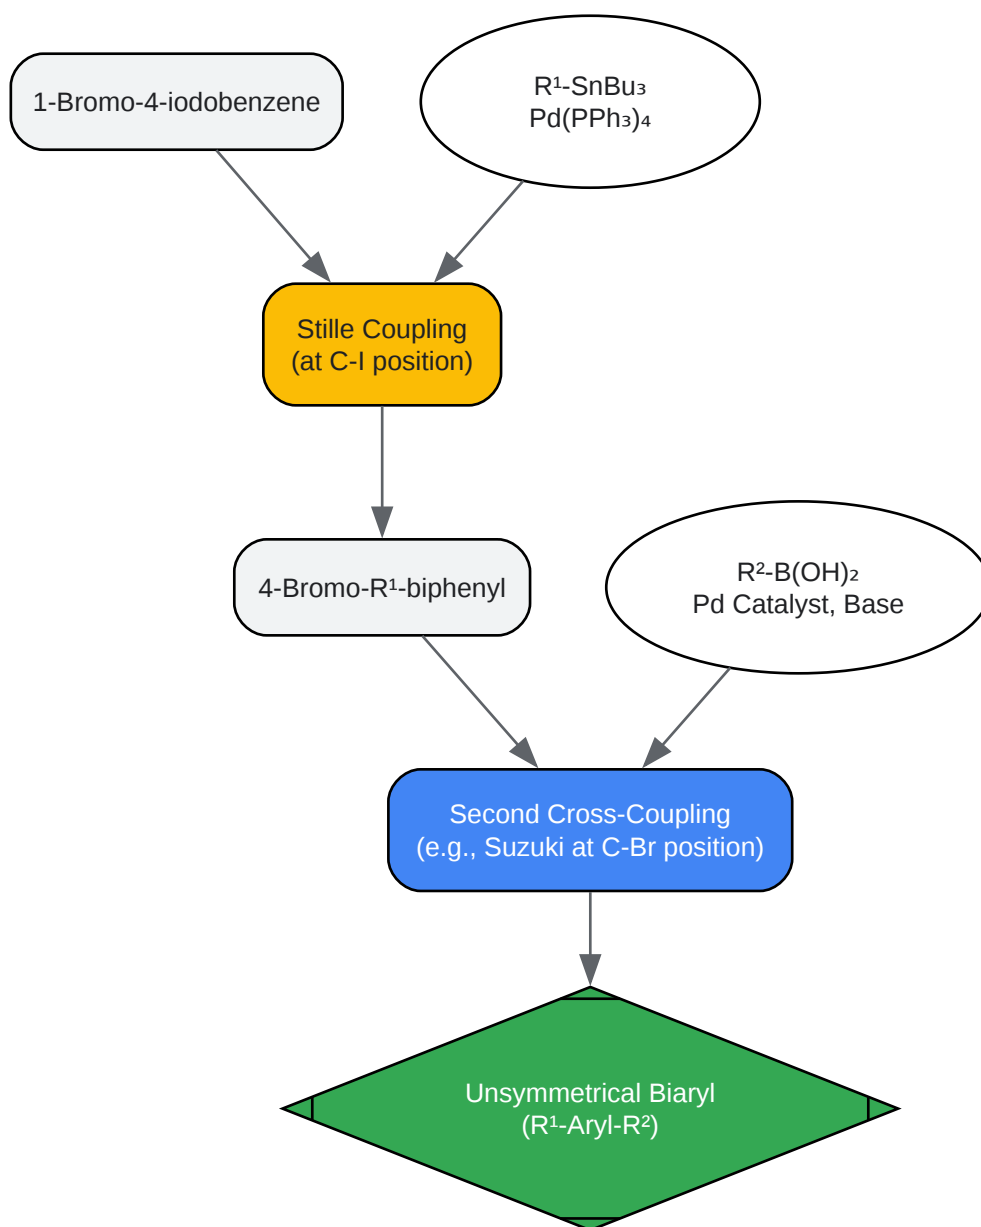 1-Bromo-4-iodobenzene
R¹-SnBu₃
Pd(PPh₃)₄
Stille Coupling
(at C-I position)
4-Bromo-R¹-biphenyl
R²-B(OH)₂
Pd Catalyst, Base
Second Cross-Coupling
(e.g., Suzuki at C-Br position)
Unsymmetrical Biaryl
(R¹-Aryl-R²)